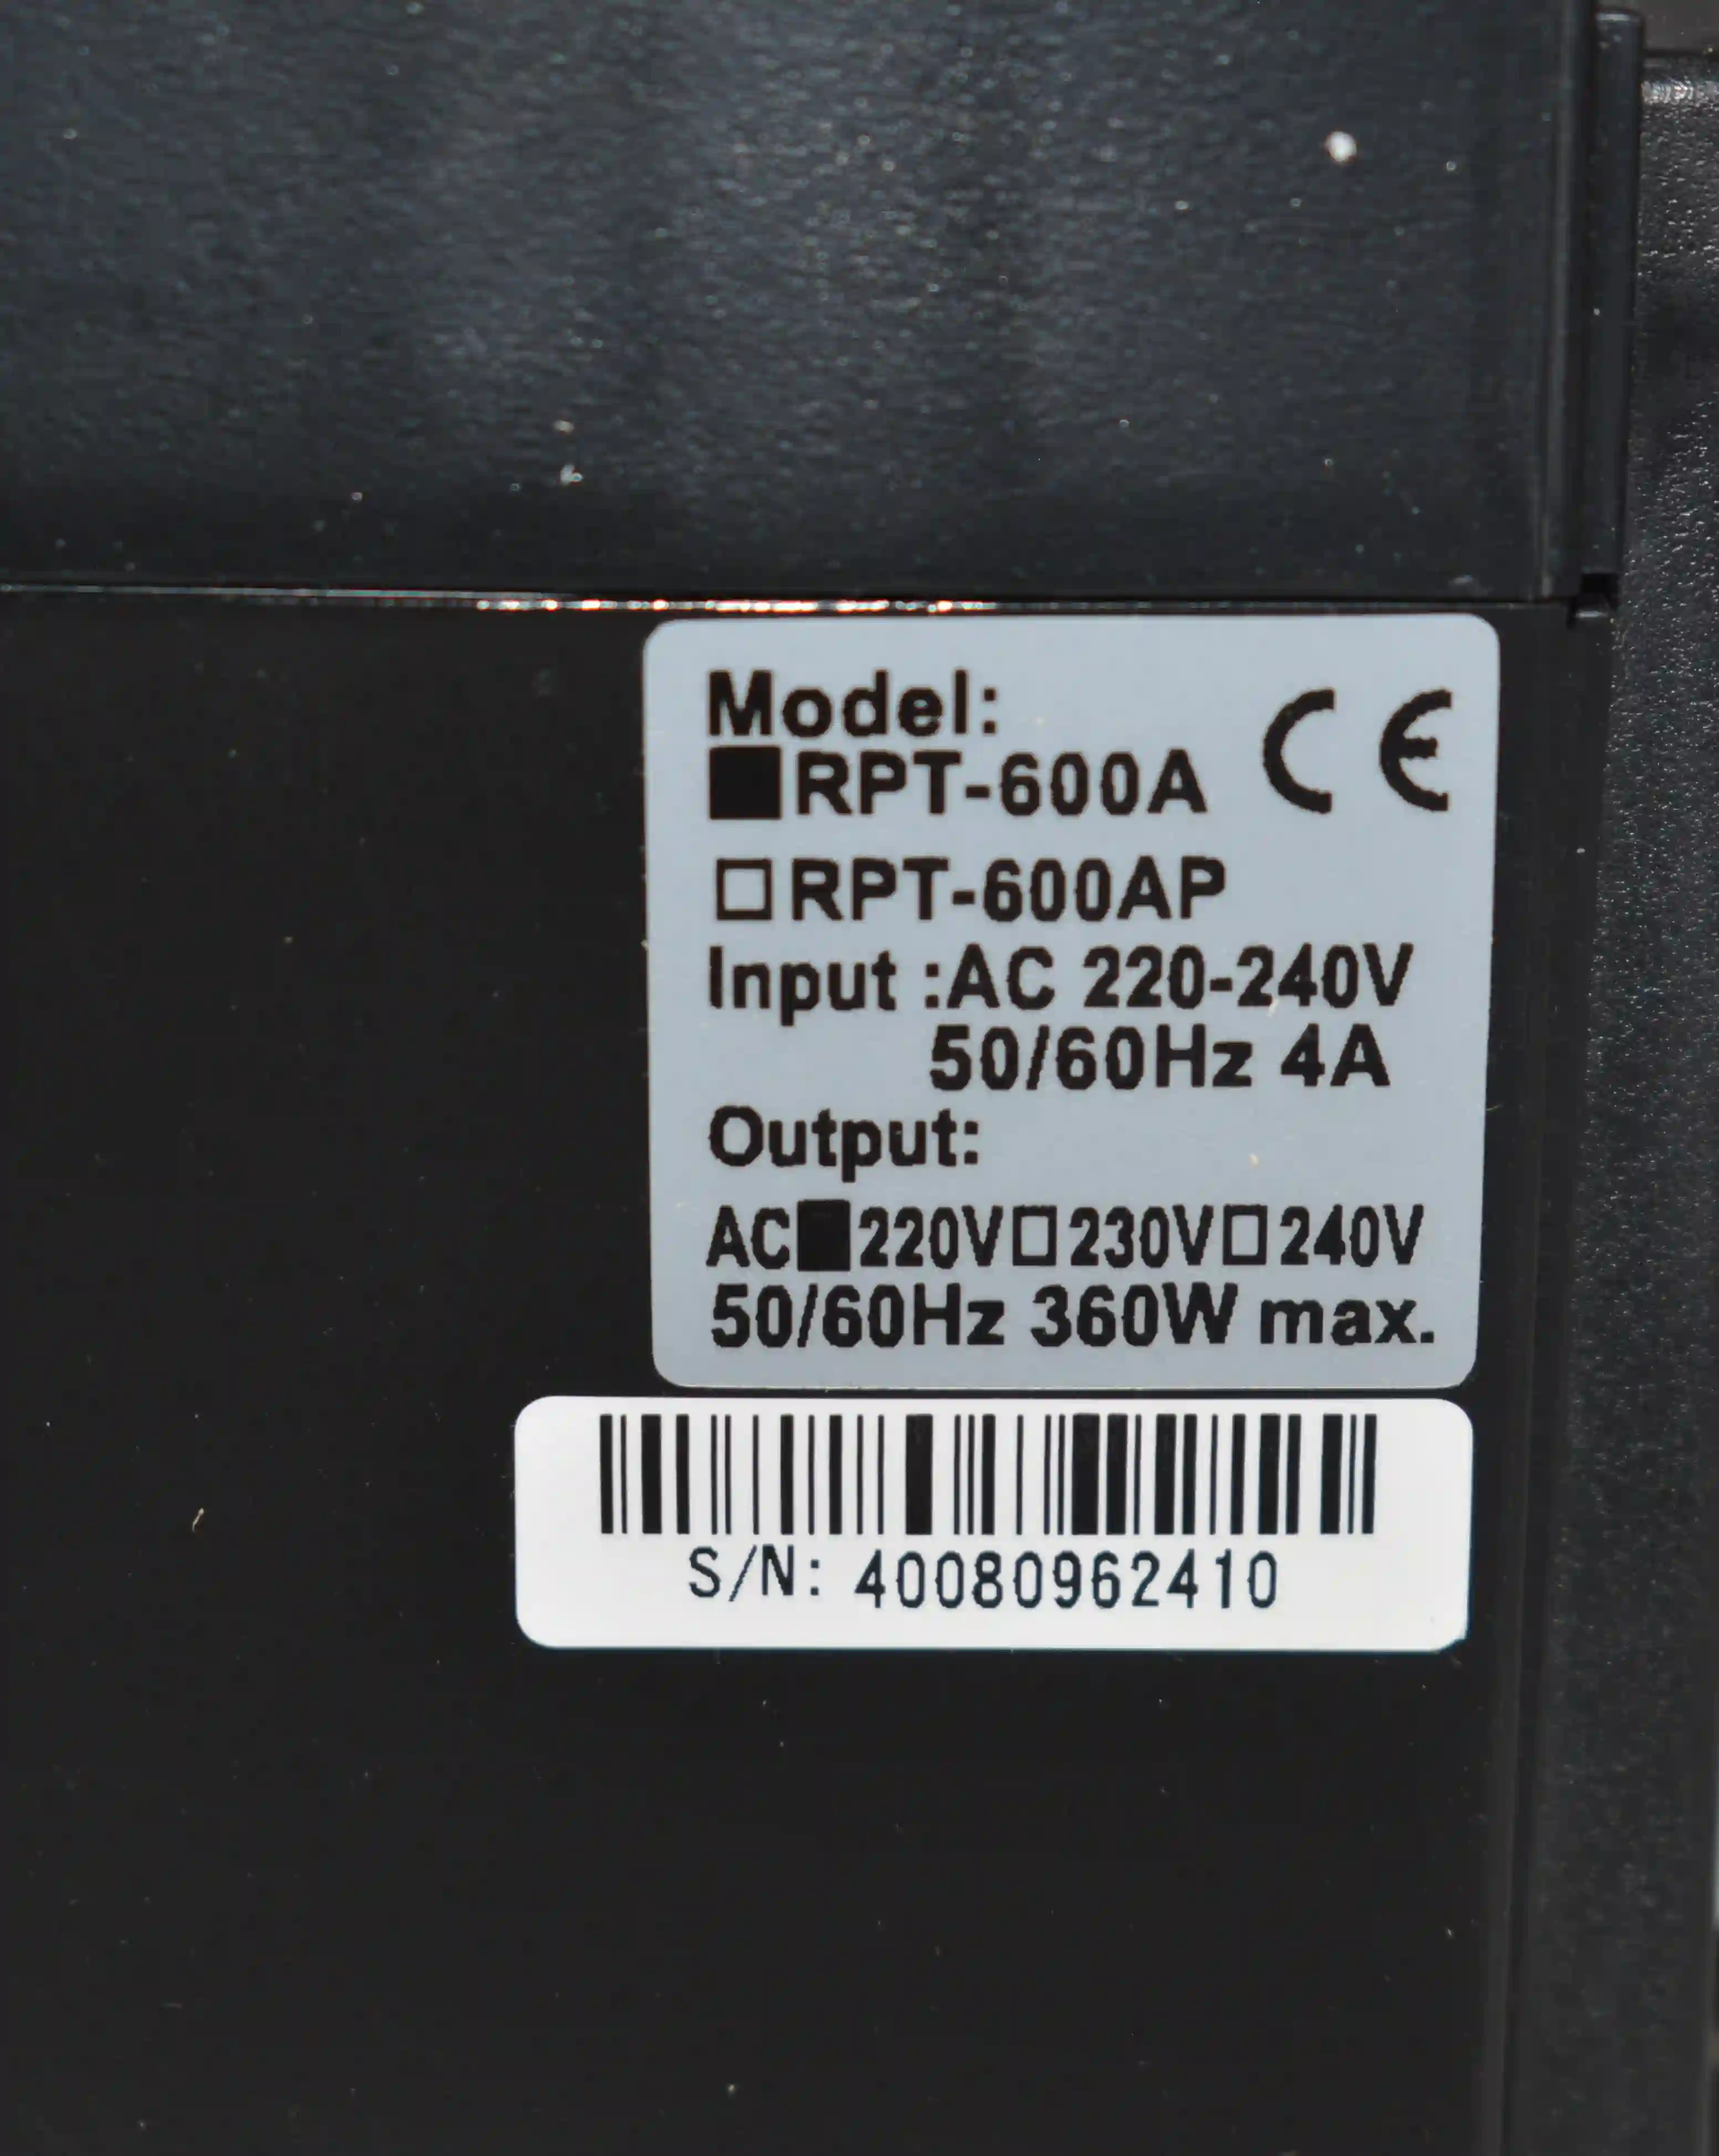 Model:
■RPT-600A CE
□RPT-600AP
Input :AC 220-240V
50/60Hz 4A
Output:
AC■220V□230V□240V
50/60Hz 360W max.
S/N: 40080962410